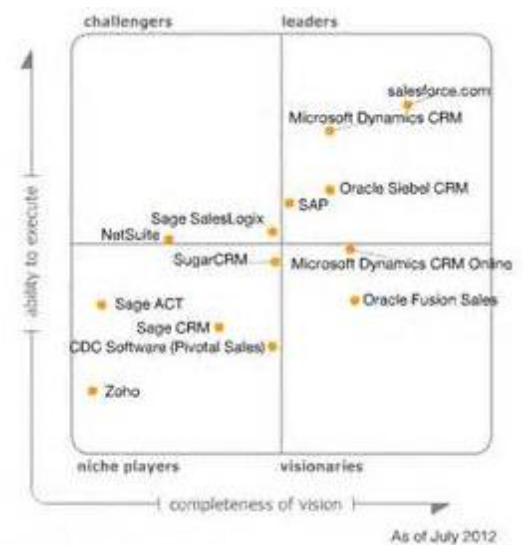 challengers
leaders
salesforce.com
Microsoft Dynamics CRM
Oracle Siebel CRM
SAP
Sage SalesLogix
NetSuite
SugarCRM
Microsoft Dynamics CRM Online
Sage ACT
Oracle Fusion Sales
Sage CRM
CDC Software (Pivotal Sales)
Zoho
niche players
visionaries
ability to execute
completeness of vision
As of July 2012